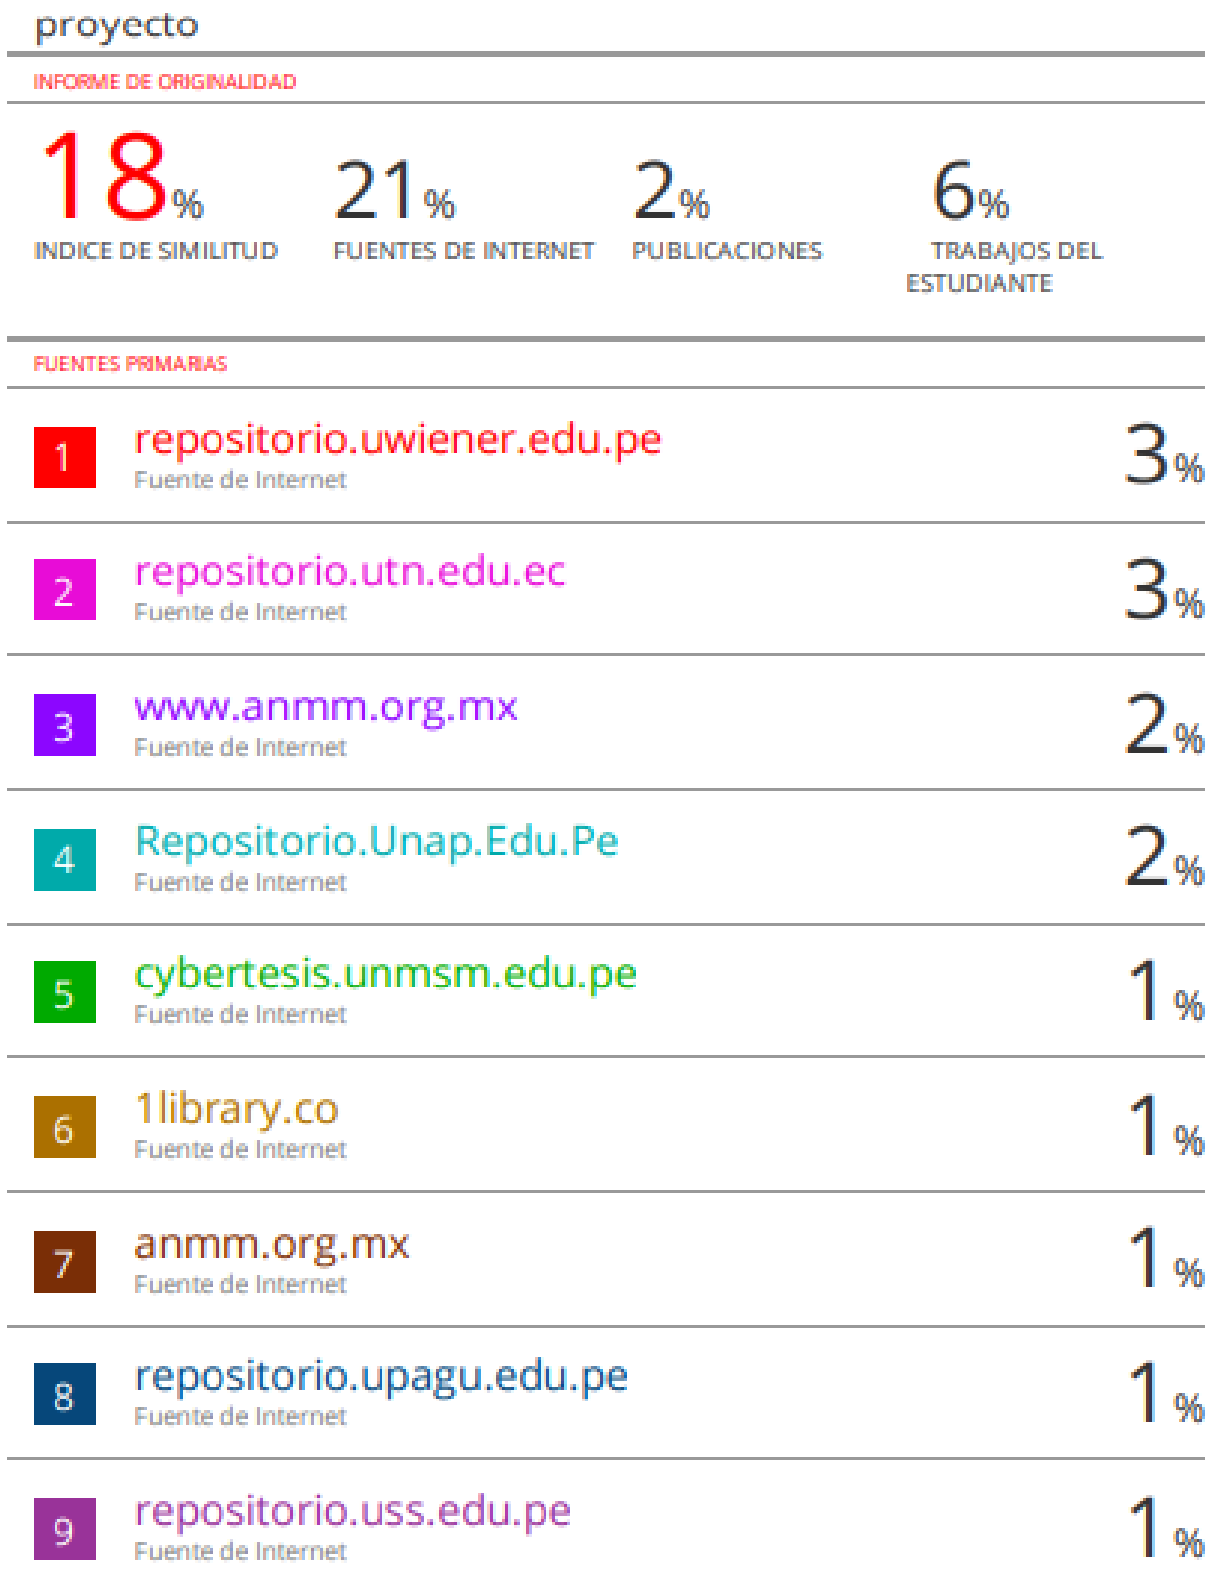 proyecto
INFORME DE ORIGINALIDAD
18% 21% 2% 6%
INDICE DE SIMILITUD FUENTES DE INTERNET PUBLICACIONES TRABAJOS DEL
ESTUDIANTE
FUENTES PRIMARIAS
1 repositorio.uwiener.edu.pe 3%
Fuente de Internet
2 repositorio.utn.edu.ec 3%
Fuente de Internet
3 www.anmm.org.mx 2%
Fuente de Internet
4 Repositorio.Unap.Edu.Pe 2%
Fuente de Internet
5 cybertesis.unmsm.edu.pe 1%
Fuente de Internet
6 1library.co 1%
Fuente de Internet
7 anmm.org.mx 1%
Fuente de Internet
8 repositorio.upagu.edu.pe 1%
Fuente de Internet
9 repositorio.uss.edu.pe 1%
Fuente de Internet